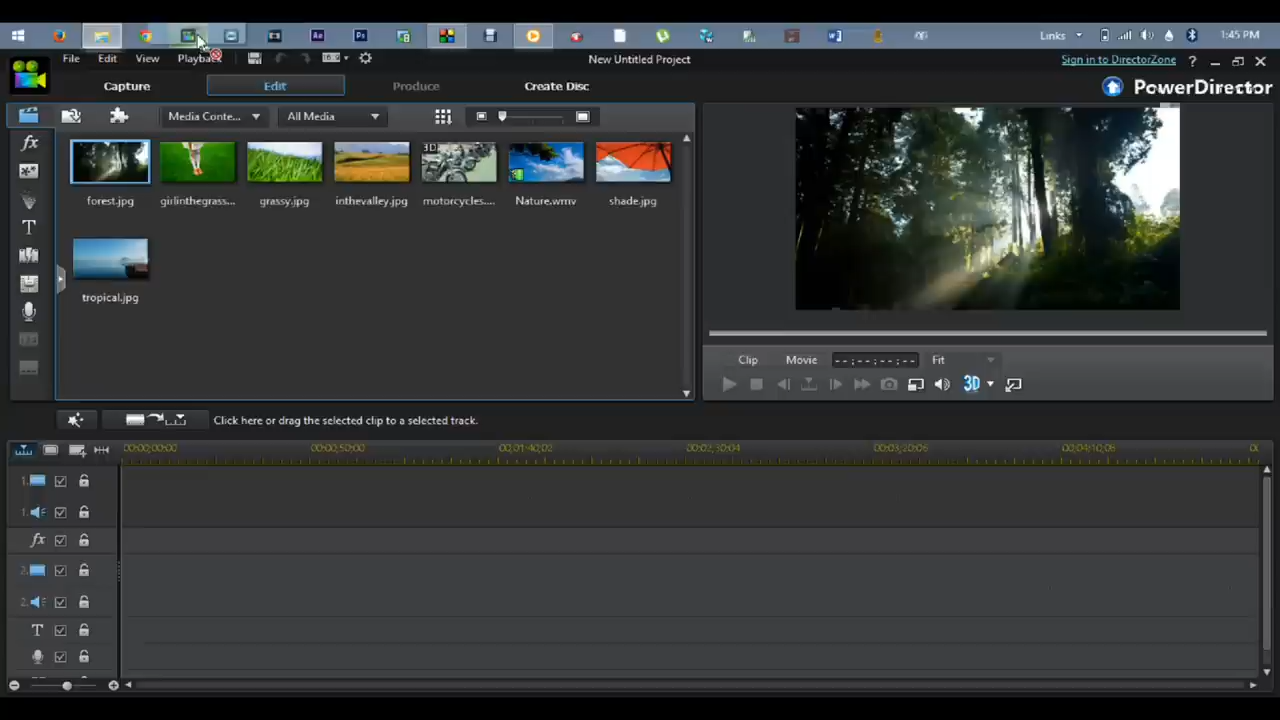 Links
1:45 PM
File Edit View Playback
New Untitled Project
Sign in to DirectorZone ?
Capture Edit Produce Create Disc
PowerDirector
Media Conte... All Media
fx
T
3D
forest.jpg girlinthegrass... grassy.jpg inthevalley.jpg motorcycles.... Nature.wmv shade.jpg
tropical.jpg
Clip Movie --;--;--;-- Fit
3D
Click here or drag the selected clip to a selected track.
00;00;00;00 00;00;50;00 00;01;40;02 00;02;30;04 00;03;20;06 00;04;10;08 00
1.
1.
fx
2.
2.
T